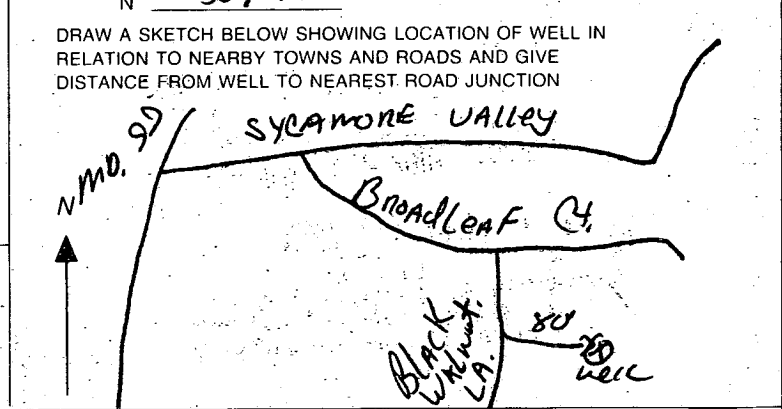 N
DRAW A SKETCH BELOW SHOWING LOCATION OF WELL IN
RELATION TO NEARBY TOWNS AND ROADS AND GIVE
DISTANCE FROM WELL TO NEAREST ROAD JUNCTION
MD. 97
SYCAMORE VALLEY
N
BROADLEAF Ct.
BLACK
WALNUT.
LA.
80'
well